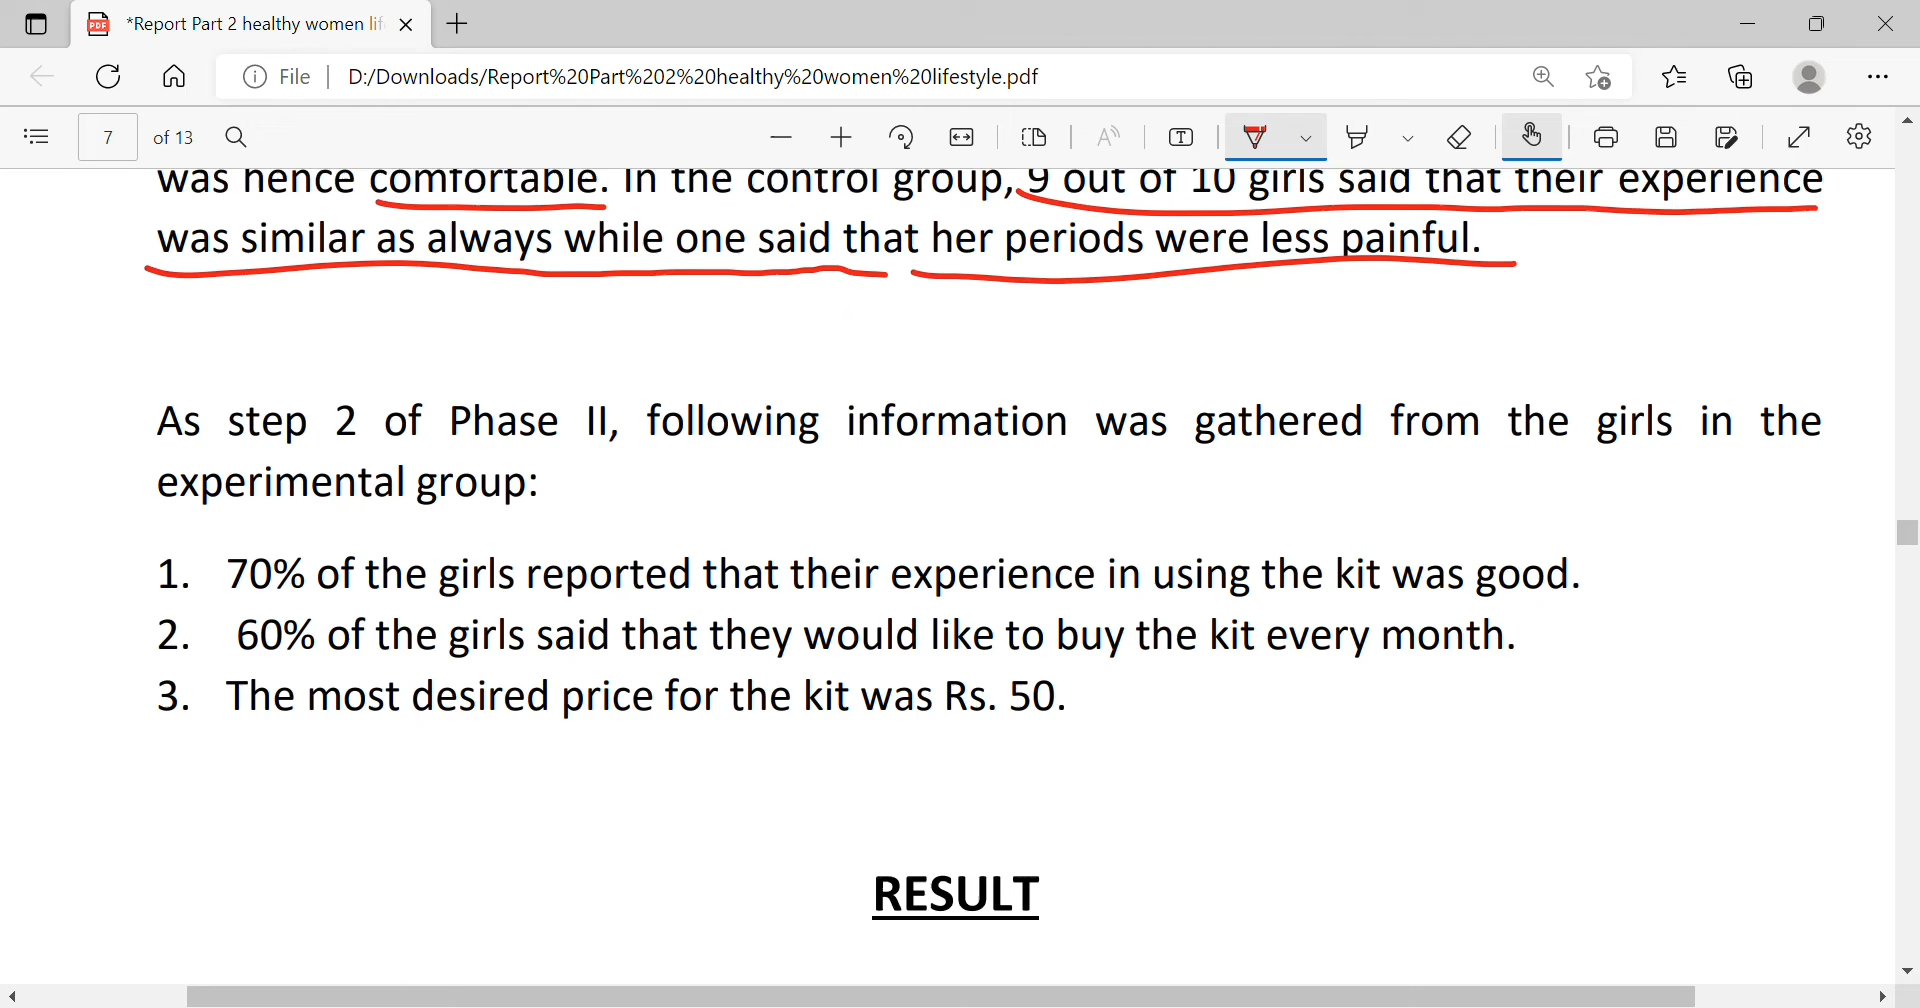 *Report Part 2 healthy women lif
File D:/Downloads/Report%20Part%202%20healthy%20women%20lifestyle.pdf
7 of 13
was hence comfortable. In the control group, 9 out of 10 girls said that their experience
was similar as always while one said that her periods were less painful.
As step 2 of Phase II, following information was gathered from the girls in the
experimental group:
1. 70% of the girls reported that their experience in using the kit was good.
2. 60% of the girls said that they would like to buy the kit every month.
3. The most desired price for the kit was Rs. 50.
RESULT